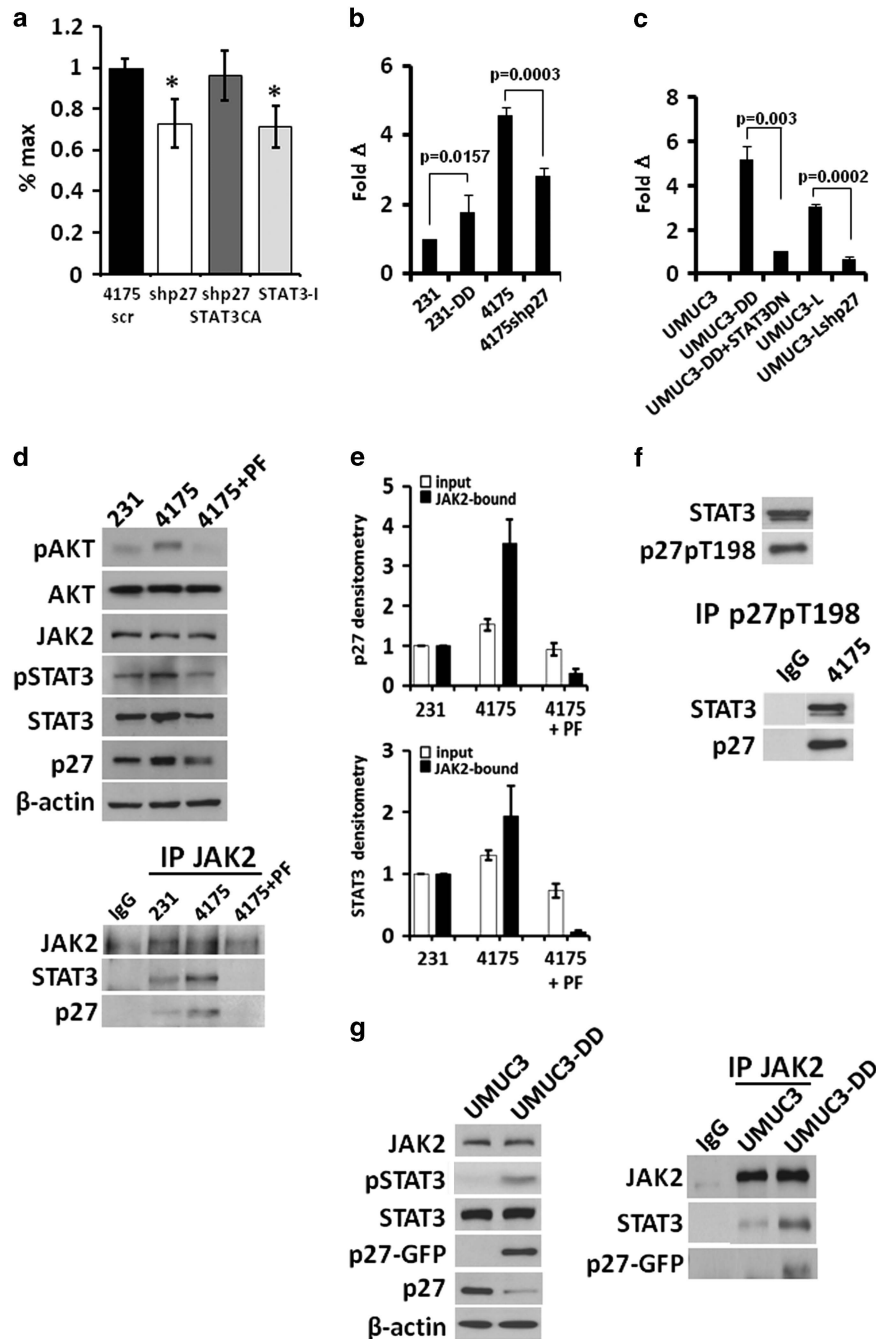 a
1.2
1
0.8
0.6
0.4
0.2
0
% max
*
*
4175 shp27 shp27 STAT3-I
scr STAT3CA
b
6
4
2
0
Fold Δ
p=0.0157
p=0.0003
231
231-DD
4175
4175shp27
c
8
6
4
2
0
Fold Δ
p=0.003
p=0.0002
UMUC3
UMUC3-DD
UMUC3-DD+STAT3DN
UMUC3-L
UMUC3-Lshp27
d
231
4175
4175+PF
pAKT
AKT
JAK2
pSTAT3
STAT3
p27
β-actin
IP JAK2
IgG
231
4175
4175+PF
JAK2
STAT3
p27
e
input
JAK2-bound
p27 densitometry
5
4
3
2
1
0
231 4175 4175
+ PF
input
JAK2-bound
STAT3 densitometry
3
2
1
0
231 4175 4175
+ PF
f
STAT3
p27pT198
IP p27pT198
IgG
4175
STAT3
p27
g
UMUC3
UMUC3-DD
JAK2
pSTAT3
STAT3
p27-GFP
p27
β-actin
IP JAK2
IgG
UMUC3
UMUC3-DD
JAK2
STAT3
p27-GFP